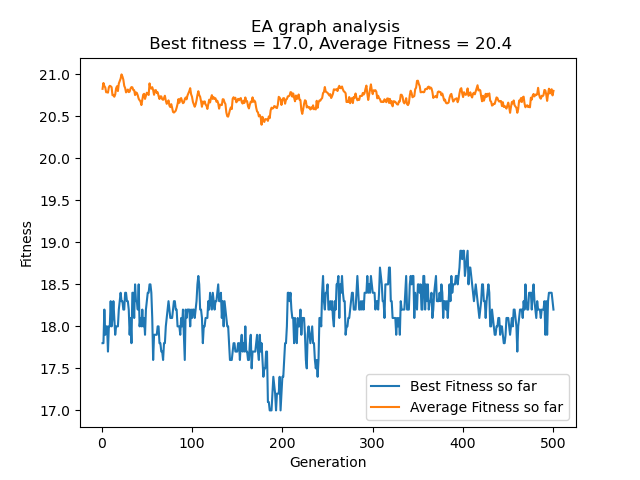 EA graph analysis
Best fitness = 17.0, Average Fitness = 20.4
21.0
20.5
20.0
19.5
19.0
18.5
18.0
17.5
17.0
Fitness
Best Fitness so far
Average Fitness so far
0 100 200 300 400 500
Generation